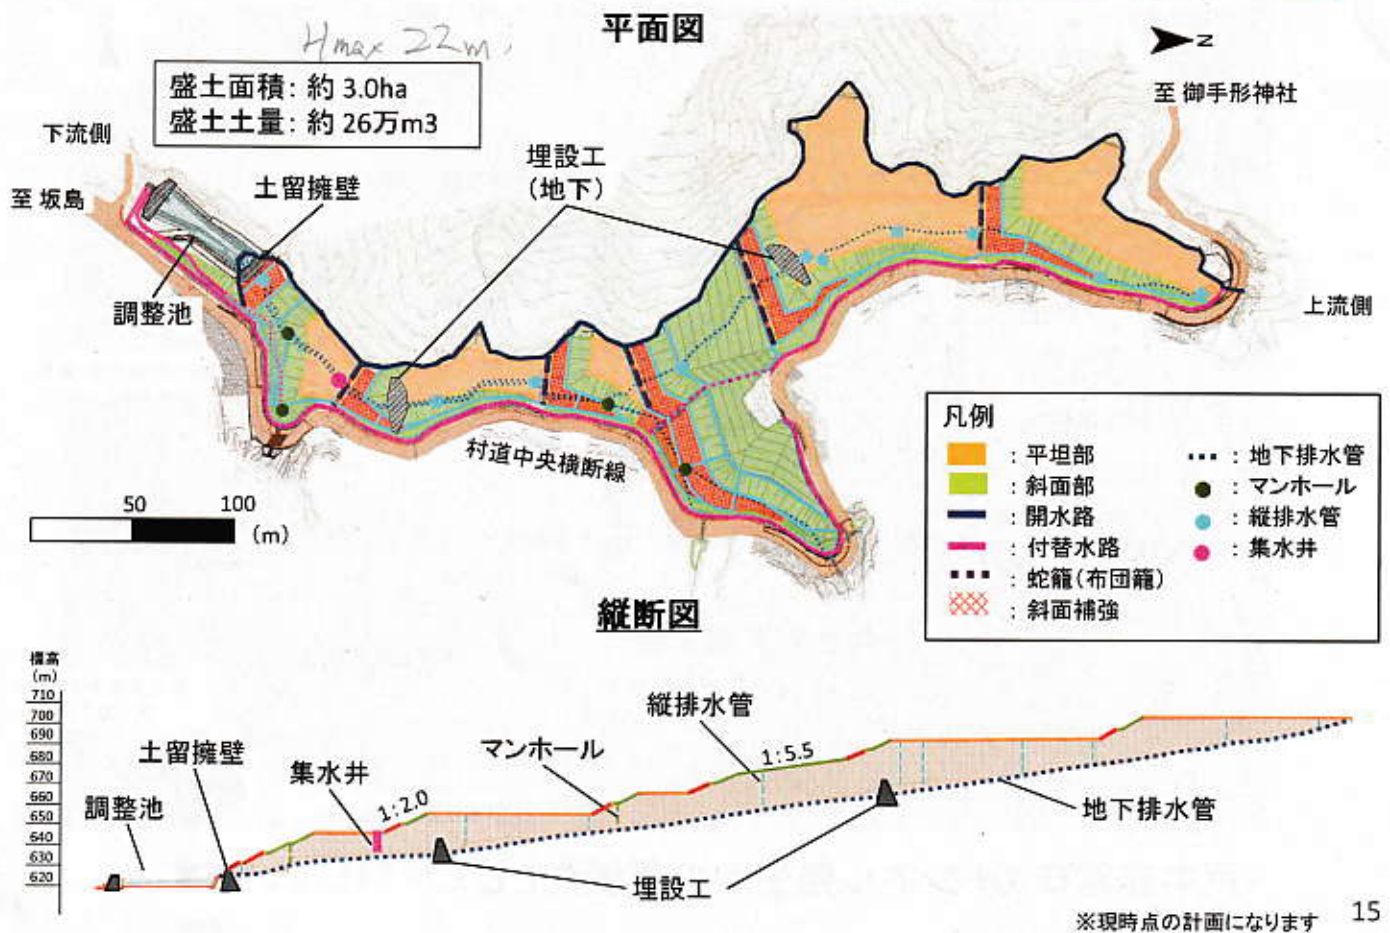 平面図
Hmax 22m
N
盛土面積: 約 3.0ha
盛土土量: 約 26万m3
至 御手形神社
下流側
埋設工
(地下)
土留擁壁
至 坂島
調整池
上流側
村道中央横断線
50 100
(m)
凡例
: 平坦部
: 斜面部
: 開水路
: 付替水路
: 蛇籠(布団籠)
: 斜面補強
: 地下排水管
: マンホール
: 縦排水管
: 集水井
縦断図
標高
(m)
710
700
690
680
670
660
650
640
630
620
縦排水管
土留擁壁
マンホール
1:5.5
集水井
1:2.0
調整池
地下排水管
埋設工
※現時点の計画になります
15